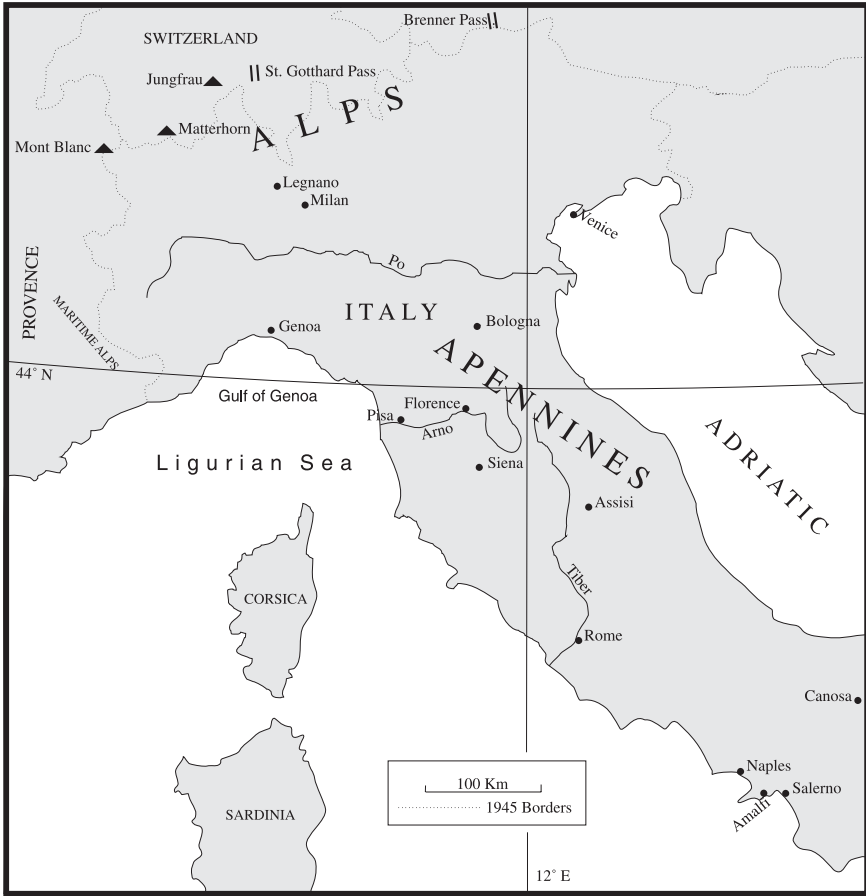 Brenner Pass
SWITZERLAND
St. Gotthard Pass
Jungfrau
ALPS
Matterhorn
Mont Blanc
Legnano
Milan
Venice
PROVENCE
Po
MARITIME ALPS
ITALY
Genoa
Bologna
APENNINES
44° N
Gulf of Genoa
Florence
Pisa
Arno
ADRIATIC
Ligurian Sea
Siena
Assisi
Tiber
CORSICA
Rome
Canosa
Naples
100 Km
Salerno
Amalfi
1945 Borders
SARDINIA
12° E